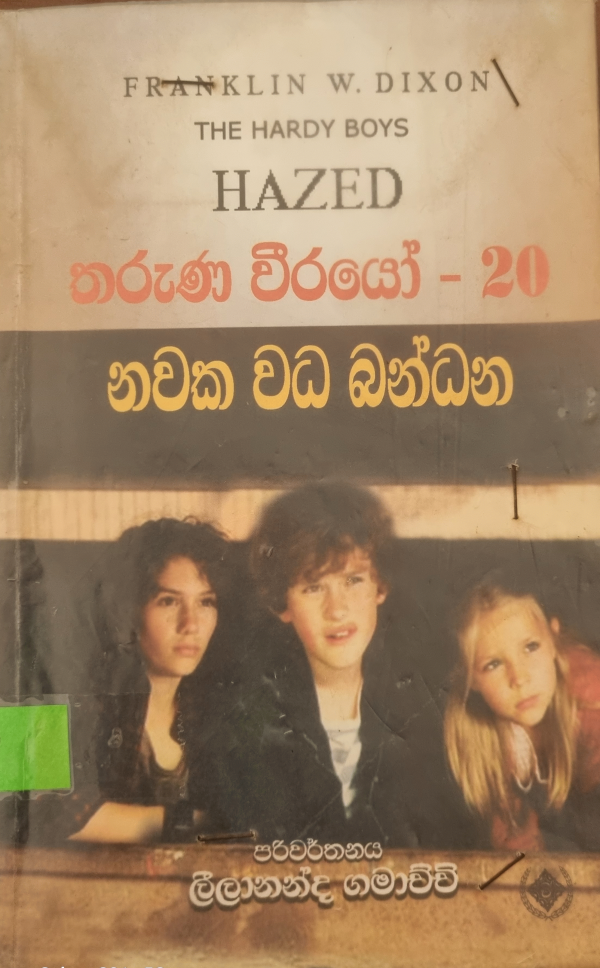 FRANKLIN W. DIXON
THE HARDY BOYS
HAZED
තරුණ වීරයෝ - 20
නවක වධ බන්ධන
පරිවර්තනය
ලීලානන්ද ගමාච්චි